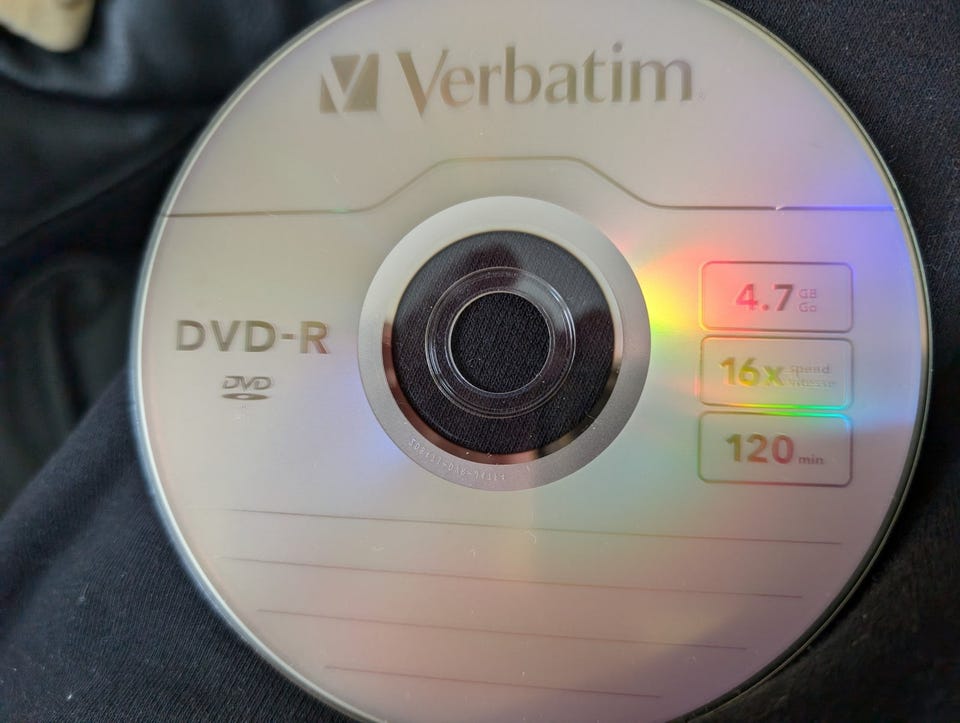 Verbatim
4.7 GB
Go
DVD-R
16x speed
vitesse
DVD
120 min